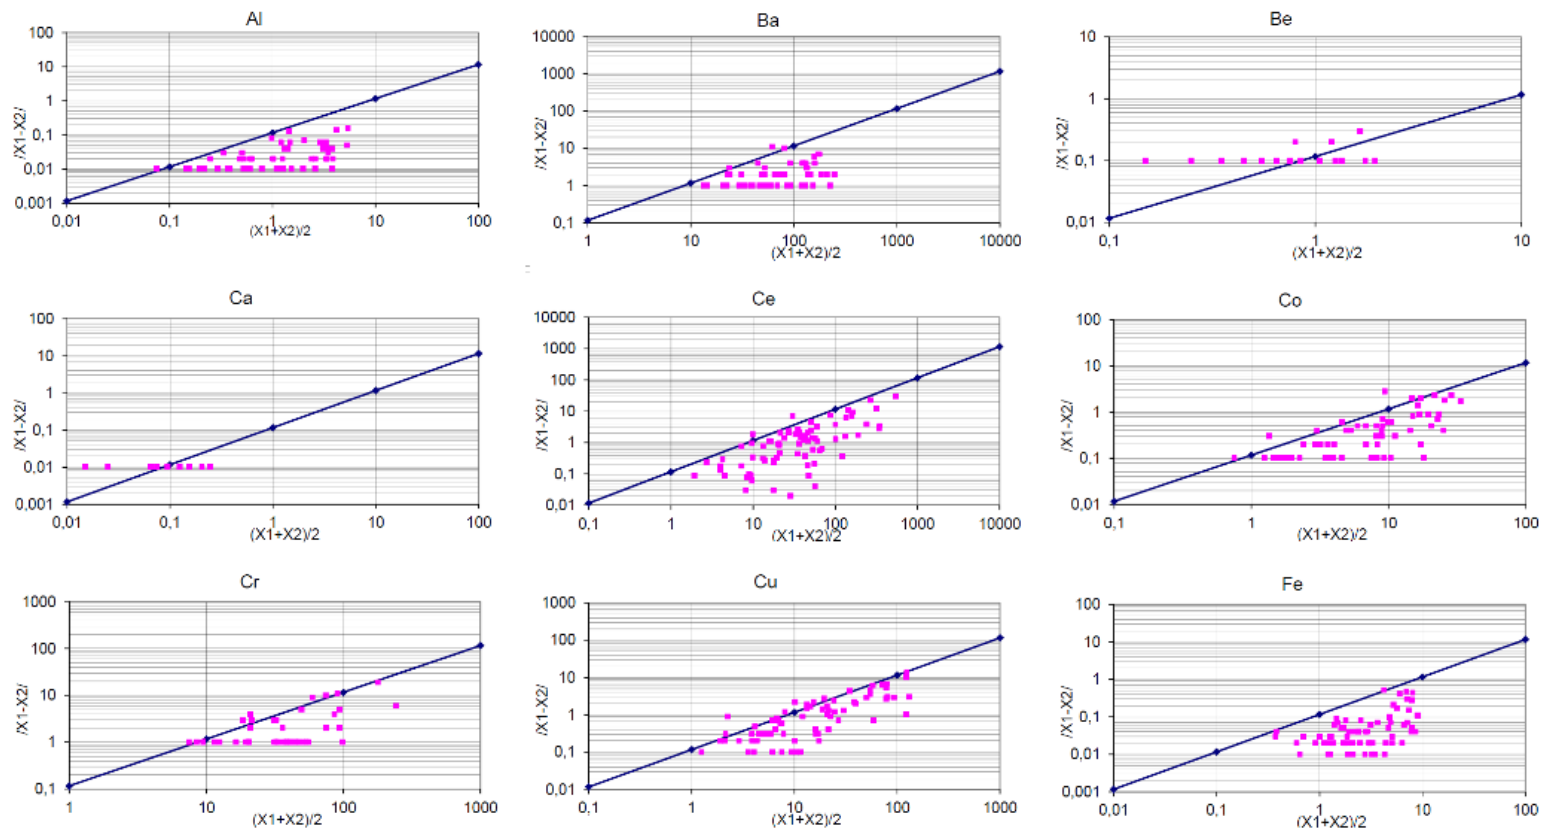 Al
100
10
1
0,1
0,01
0,001
/X1-X2/
0,01 0,1 1 10 100
(X1+X2)/2
Ba
10000
1000
100
10
1
0,1
/X1-X2/
1 10 100 1000 10000
(X1+X2)/2
Be
10
1
0,1
0,01
/X1-X2/
0,1 1 10
(X1+X2)/2
Ca
100
10
1
0,1
0,01
0,001
/X1-X2/
0,01 0,1 1 10 100
(X1+X2)/2
Ce
10000
1000
100
10
1
0,1
0,01
/X1-X2/
0,1 1 10 100 1000 10000
(X1+X2)/2
Co
100
10
1
0,1
0,01
/X1-X2/
0,1 1 10 100
(X1+X2)/2
Cr
1000
100
10
1
0,1
/X1-X2/
1 10 100 1000
(X1+X2)/2
Cu
1000
100
10
1
0,1
0,01
/X1-X2/
0,1 1 10 100 1000
(X1+X2)/2
Fe
100
10
1
0,1
0,01
0,001
/X1-X2/
0,01 0,1 1 10 100
(X1+X2)/2